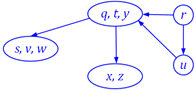 q, t, y
r
s, v, w
u
x, z